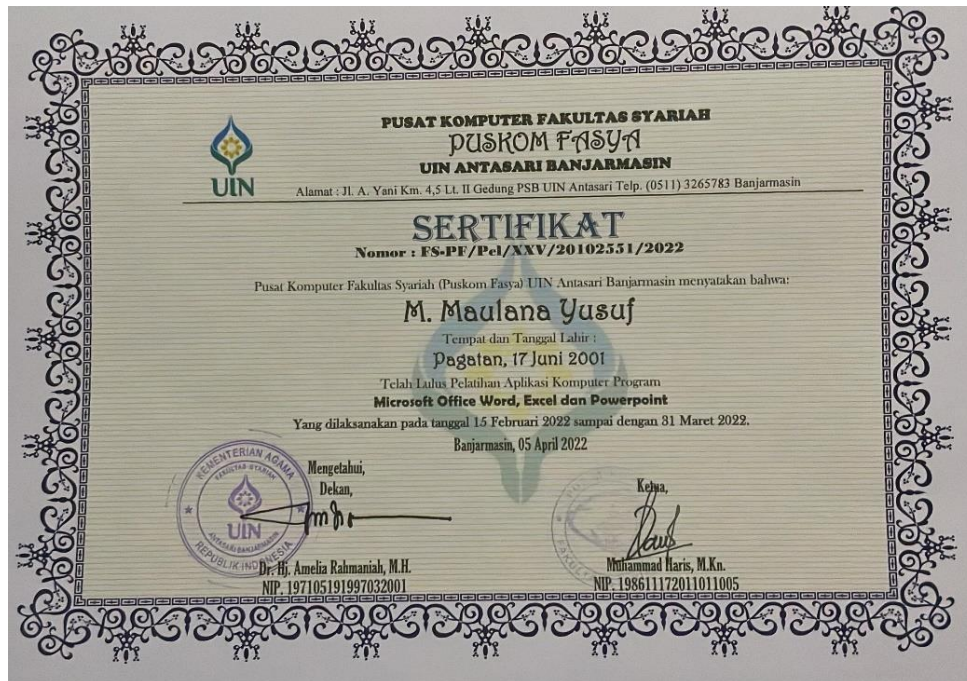 PUSAT KOMPUTER FAKULTAS SYARIAH
PUSKOM FASYA
UIN ANTASARI BANJARMASIN
UIN
Alamat : Jl. A. Yani Km. 4,5 Lt. II Gedung PSB UIN Antasari Telp. (0511) 3265783 Banjarmasin
SERTIFIKAT
Nomor : FS-PF/Pel/XXV/20102551/2022
Pusat Komputer Fakultas Syariah (Puskom Fasya) UIN Antasari Banjarmasin menyatakan bahwa:
M. Maulana Yusuf
Tempat dan Tanggal Lahir :
Pagatan, 17 Juni 2001
Telah Lulus Pelatihan Aplikasi Komputer Program
Microsoft Office Word, Excel dan Powerpoint
Yang dilaksanakan pada tanggal 15 Februari 2022 sampai dengan 31 Maret 2022.
Banjarmasin, 05 April 2022
Mengetahui,
Dekan,
KEMENTERIAN AGAMA
FAKULTAS SYARIAH
UIN
ANTASARI BANJARMASIN
REPUBLIK INDONESIA
Dr. Hj. Amelia Rahmaniah, M.H.
NIP. 197105191997032001
Ketua,
Muhammad Haris, M.Kn.
NIP. 198611172011011005